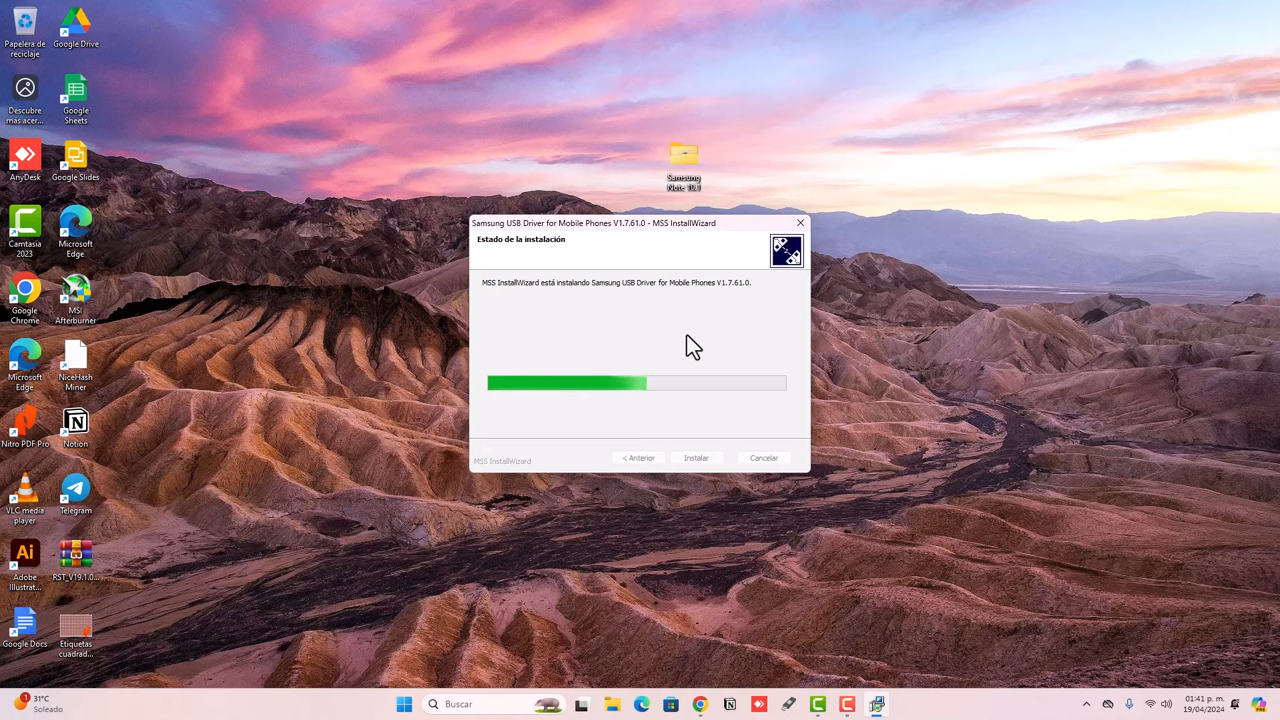 Papelera de
reciclaje
Google Drive
Descubre
más acer...
Google
Sheets
AnyDesk
Google Slides
Camtasia
2023
Microsoft
Edge
Google
Chrome
MSI
Afterburner
Microsoft
Edge
NiceHash
Miner
Nitro PDF Pro
Notion
VLC media
player
Telegram
Adobe
Illustrat...
RST_V19.1.0...
Google Docs
Etiquetas
cuadrad...
Samsung
Note 10.1
Samsung USB Driver for Mobile Phones V1.7.61.0 - MSS InstallWizard
Estado de la instalación
MSS InstallWizard está instalando Samsung USB Driver for Mobile Phones V1.7.61.0.
MSS InstallWizard
< Anterior
Instalar
Cancelar
1
31°C
Soleado
Buscar
01:41 p. m.
19/04/2024